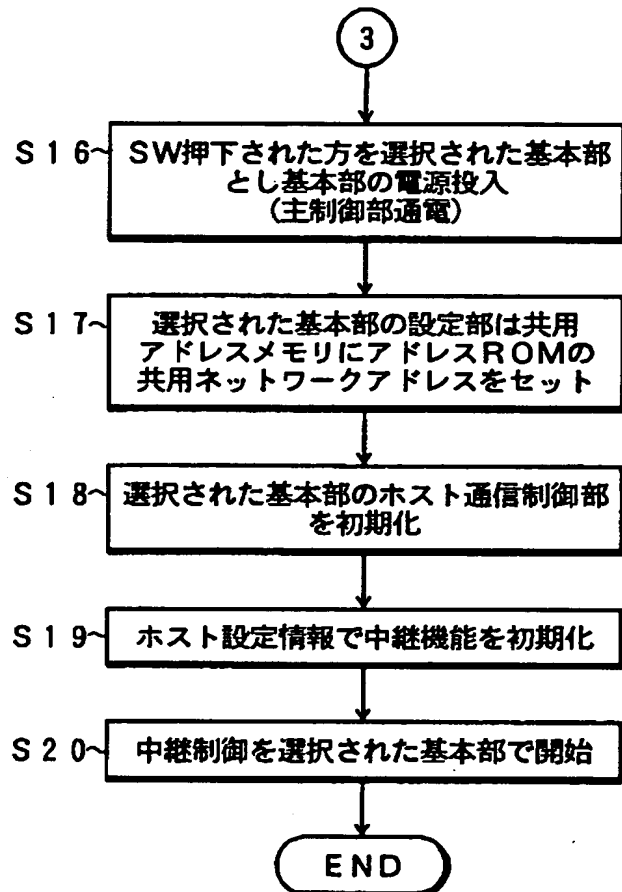 3
S16~ SW押下された方を選択された基本部
とし基本部の電源投入
(主制御部通電)
S17~ 選択された基本部の設定部は共用
アドレスメモリにアドレスROMの
共用ネットワークアドレスをセット
S18~ 選択された基本部のホスト通信制御部
を初期化
S19~ ホスト設定情報で中継機能を初期化
S20~ 中継制御を選択された基本部で開始
END